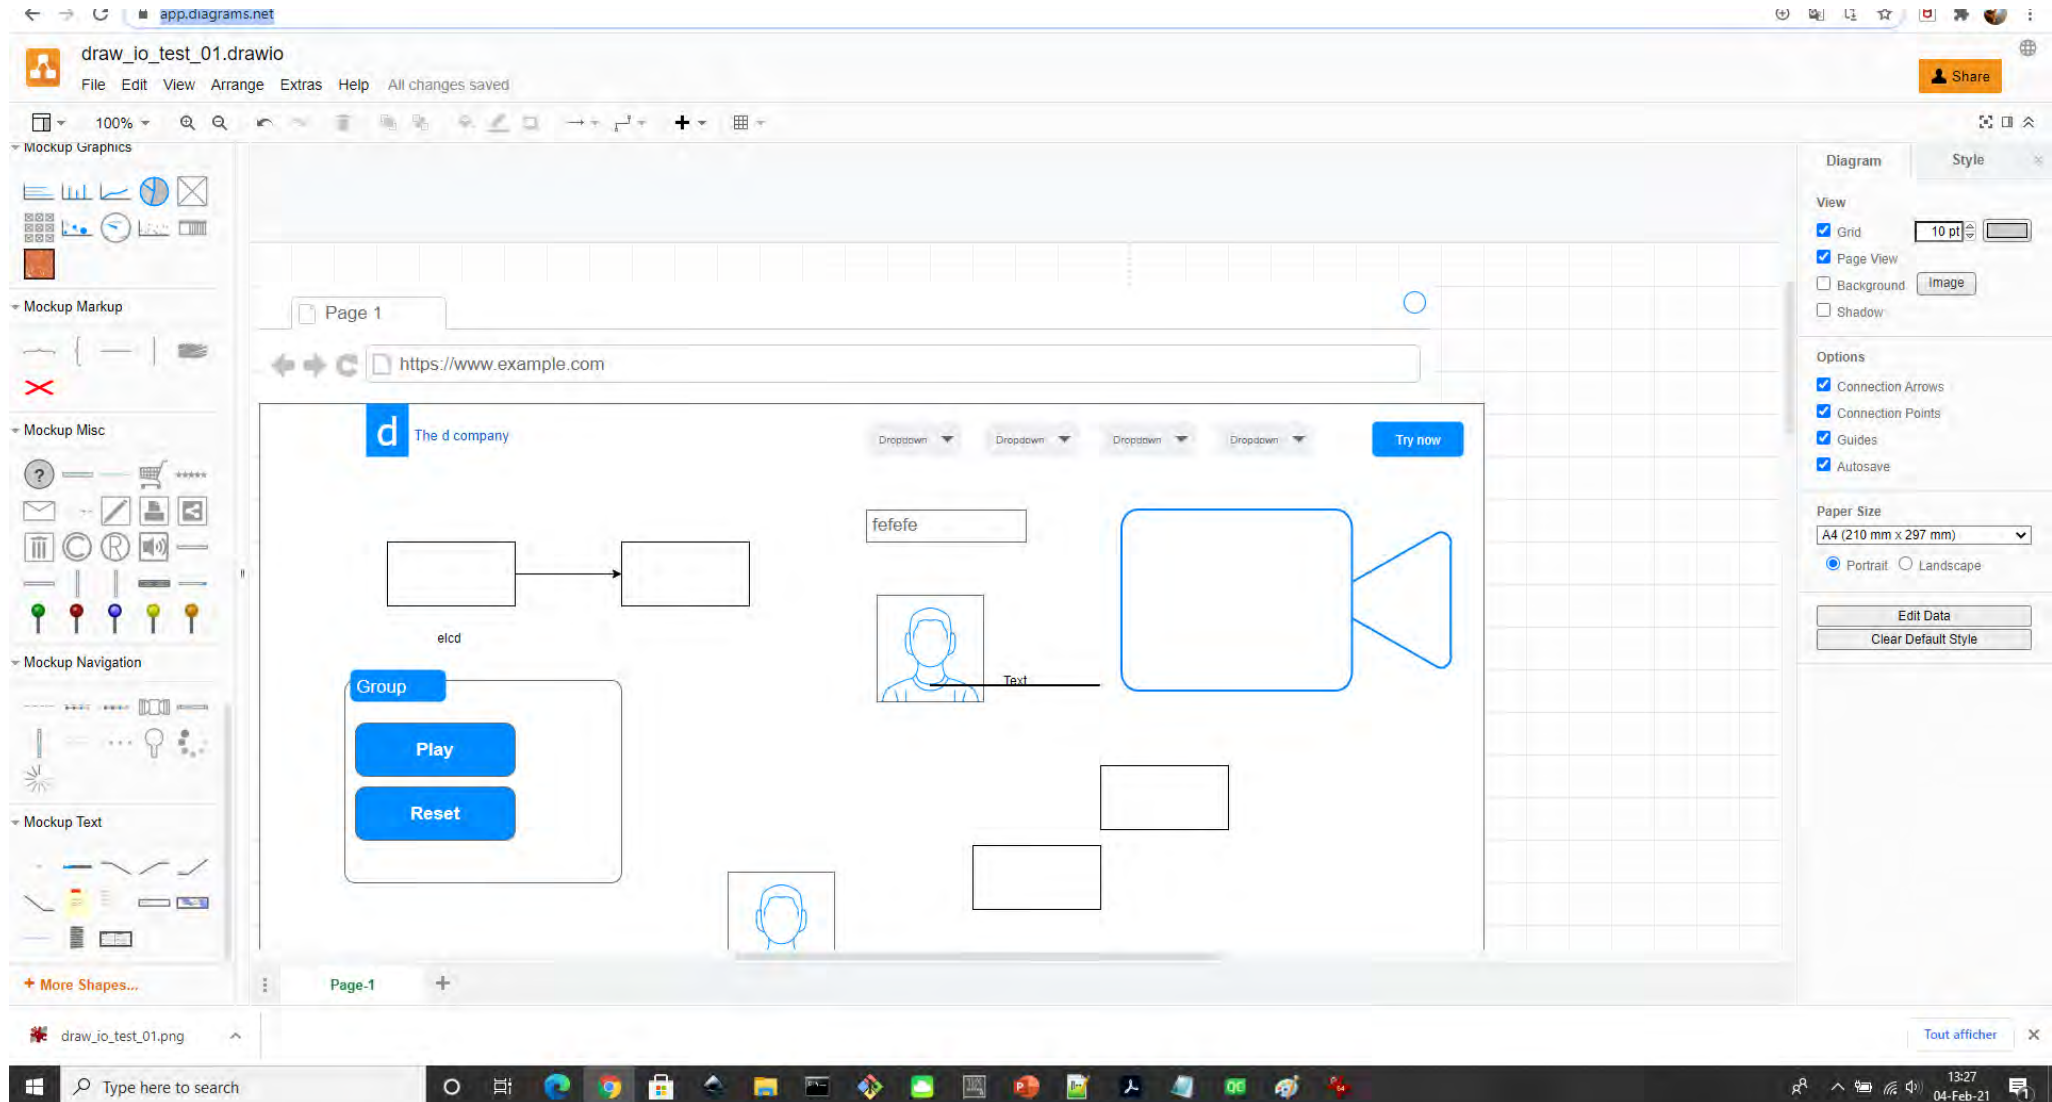 app.diagrams.net
draw_io_test_01.drawio
File Edit View Arrange Extras Help All changes saved
Share
100%
Mockup Graphics
Mockup Markup
Mockup Misc
Mockup Navigation
Mockup Text
+ More Shapes...
Page 1
https://www.example.com
d The d company
Dropdown Dropdown Dropdown Dropdown
Try now
fefefe
elcd
Text
Group
Play
Reset
Page-1
Diagram Style
View
Grid 10 pt
Page View
Background Image
Shadow
Options
Connection Arrows
Connection Points
Guides
Autosave
Paper Size
A4 (210 mm x 297 mm)
Portrait Landscape
Edit Data
Clear Default Style
draw_io_test_01.png
Tout afficher
Type here to search
QC
13:27
04-Feb-21